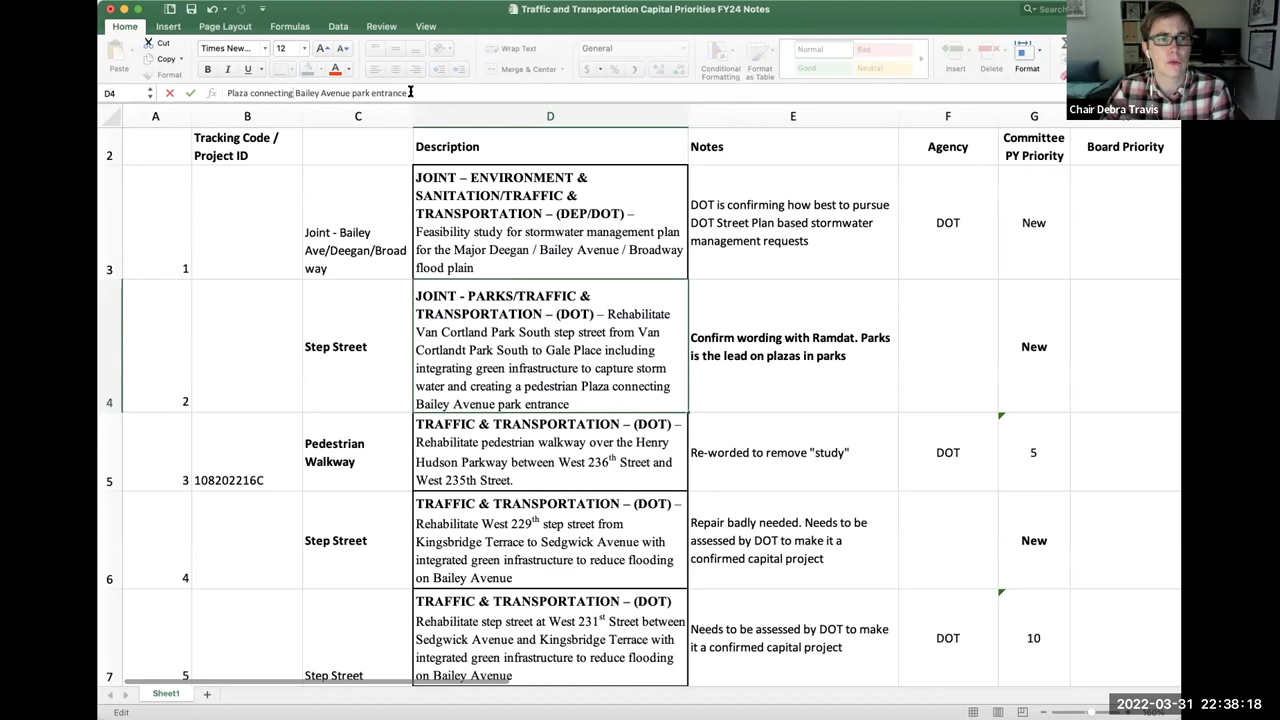 Traffic and Transportation Capital Priorities FY24 Notes
Search
Home Insert Page Layout Formulas Data Review View
Paste
Cut
Copy
Format
Times New... 12
B I U
Wrap Text
Merge & Center
General
$ %
Conditional Formatting
Format as Table
Normal
Bad
Good
Neutral
Insert
Delete
Format
D4
fx
Plaza connecting Bailey Avenue park entrance
Chair Debra Travis
A B C D E F G H
2
Tracking Code /
Project ID
Description
Notes
Agency
Committee
PY Priority
Board Priority
3
1
Joint - Bailey
Ave/Deegan/Broad
way
JOINT – ENVIRONMENT &
SANITATION/TRAFFIC &
TRANSPORTATION – (DEP/DOT) –
Feasibility study for stormwater management plan
for the Major Deegan / Bailey Avenue / Broadway
flood plain
DOT is confirming how best to pursue
DOT Street Plan based stormwater
management requests
DOT
New
4
2
Step Street
JOINT - PARKS/TRAFFIC &
TRANSPORTATION – (DOT) – Rehabilitate
Van Cortland Park South step street from Van
Cortlandt Park South to Gale Place including
integrating green infrastructure to capture storm
water and creating a pedestrian Plaza connecting
Bailey Avenue park entrance
Confirm wording with Ramdat. Parks
is the lead on plazas in parks
New
5
3
108202216C
Pedestrian
Walkway
TRAFFIC & TRANSPORTATION – (DOT) –
Rehabilitate pedestrian walkway over the Henry
Hudson Parkway between West 236th Street and
West 235th Street.
Re-worded to remove "study"
DOT
5
6
4
Step Street
TRAFFIC & TRANSPORTATION – (DOT) –
Rehabilitate West 229th step street from
Kingsbridge Terrace to Sedgwick Avenue with
integrated green infrastructure to reduce flooding
on Bailey Avenue
Repair badly needed. Needs to be
assessed by DOT to make it a
confirmed capital project
New
7
5
Step Street
TRAFFIC & TRANSPORTATION – (DOT)
Rehabilitate step street at West 231st Street between
Sedgwick Avenue and Kingsbridge Terrace with
integrated green infrastructure to reduce flooding
on Bailey Avenue
Needs to be assessed by DOT to make
it a confirmed capital project
DOT
10
Sheet1
Edit
2022-03-31 22:38:18